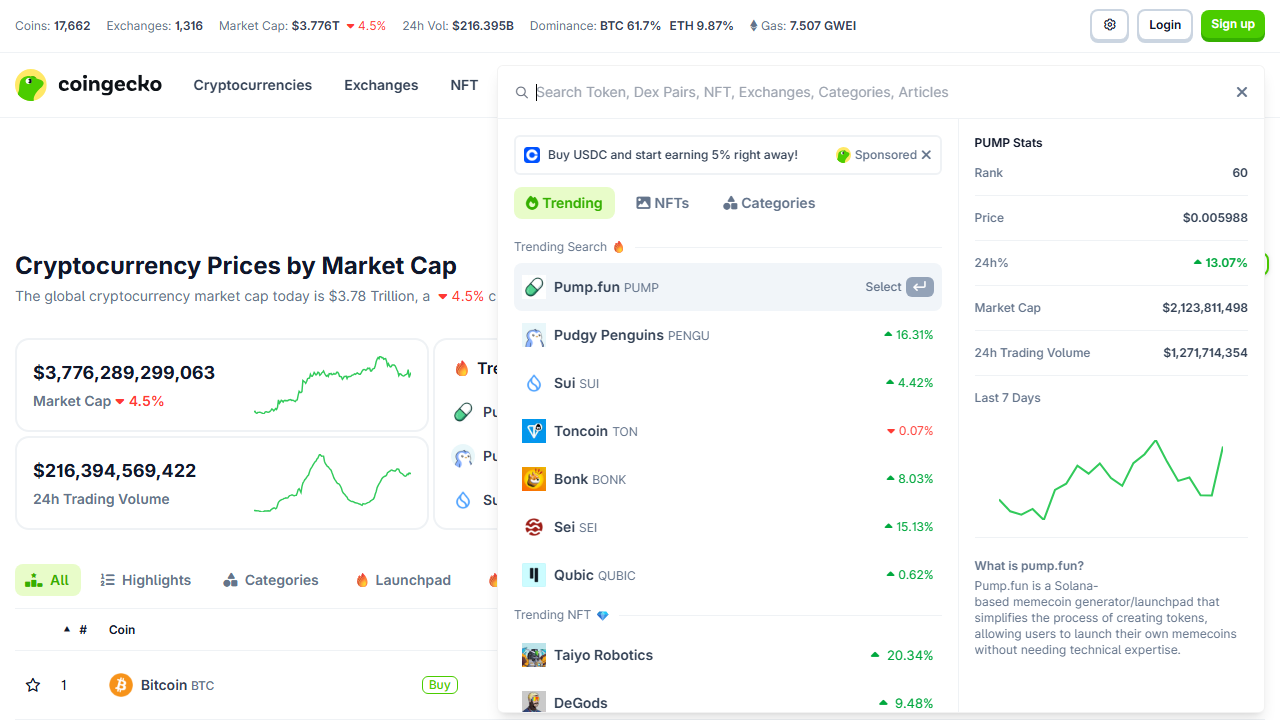 Coins: 17,662 Exchanges: 1,316 Market Cap: $3.776T 4.5% 24h Vol: $216.395B Dominance: BTC 61.7% ETH 9.87% Gas: 7.507 GWEI Login Sign up
coingecko Cryptocurrencies Exchanges NFT
Search Token, Dex Pairs, NFT, Exchanges, Categories, Articles
Buy USDC and start earning 5% right away! Sponsored
Trending NFTs Categories
Trending Search
Pump.fun PUMP Select
Pudgy Penguins PENGU 16.31%
Sui SUI 4.42%
Toncoin TON 0.07%
Bonk BONK 8.03%
Sei SEI 15.13%
Qubic QUBIC 0.62%
Trending NFT
Taiyo Robotics 20.34%
DeGods 9.48%
PUMP Stats
Rank 60
Price $0.005988
24h% 13.07%
Market Cap $2,123,811,498
24h Trading Volume $1,271,714,354
Last 7 Days
What is pump.fun?
Pump.fun is a Solana-
based memecoin generator/launchpad that
simplifies the process of creating tokens,
allowing users to launch their own memecoins
without needing technical expertise.
Cryptocurrency Prices by Market Cap
The global cryptocurrency market cap today is $3.78 Trillion, a 4.5% c
$3,776,289,299,063
Market Cap 4.5%
$216,394,569,422
24h Trading Volume
Tre
Pu
Pu
Su
All Highlights Categories Launchpad
# Coin
1 Bitcoin BTC Buy